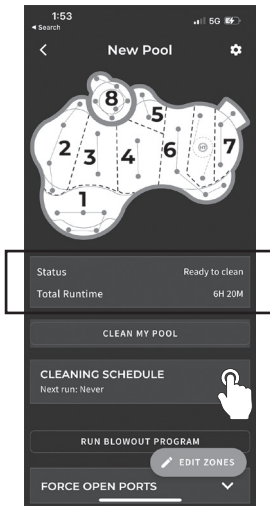 1:53
5G
◄ Search
New Pool
8
5
2
3
4
6
HT
7
1
Status Ready to clean
Total Runtime 6H 20M
CLEAN MY POOL
CLEANING SCHEDULE
Next run: Never
RUN BLOWOUT PROGRAM
EDIT ZONES
FORCE OPEN PORTS